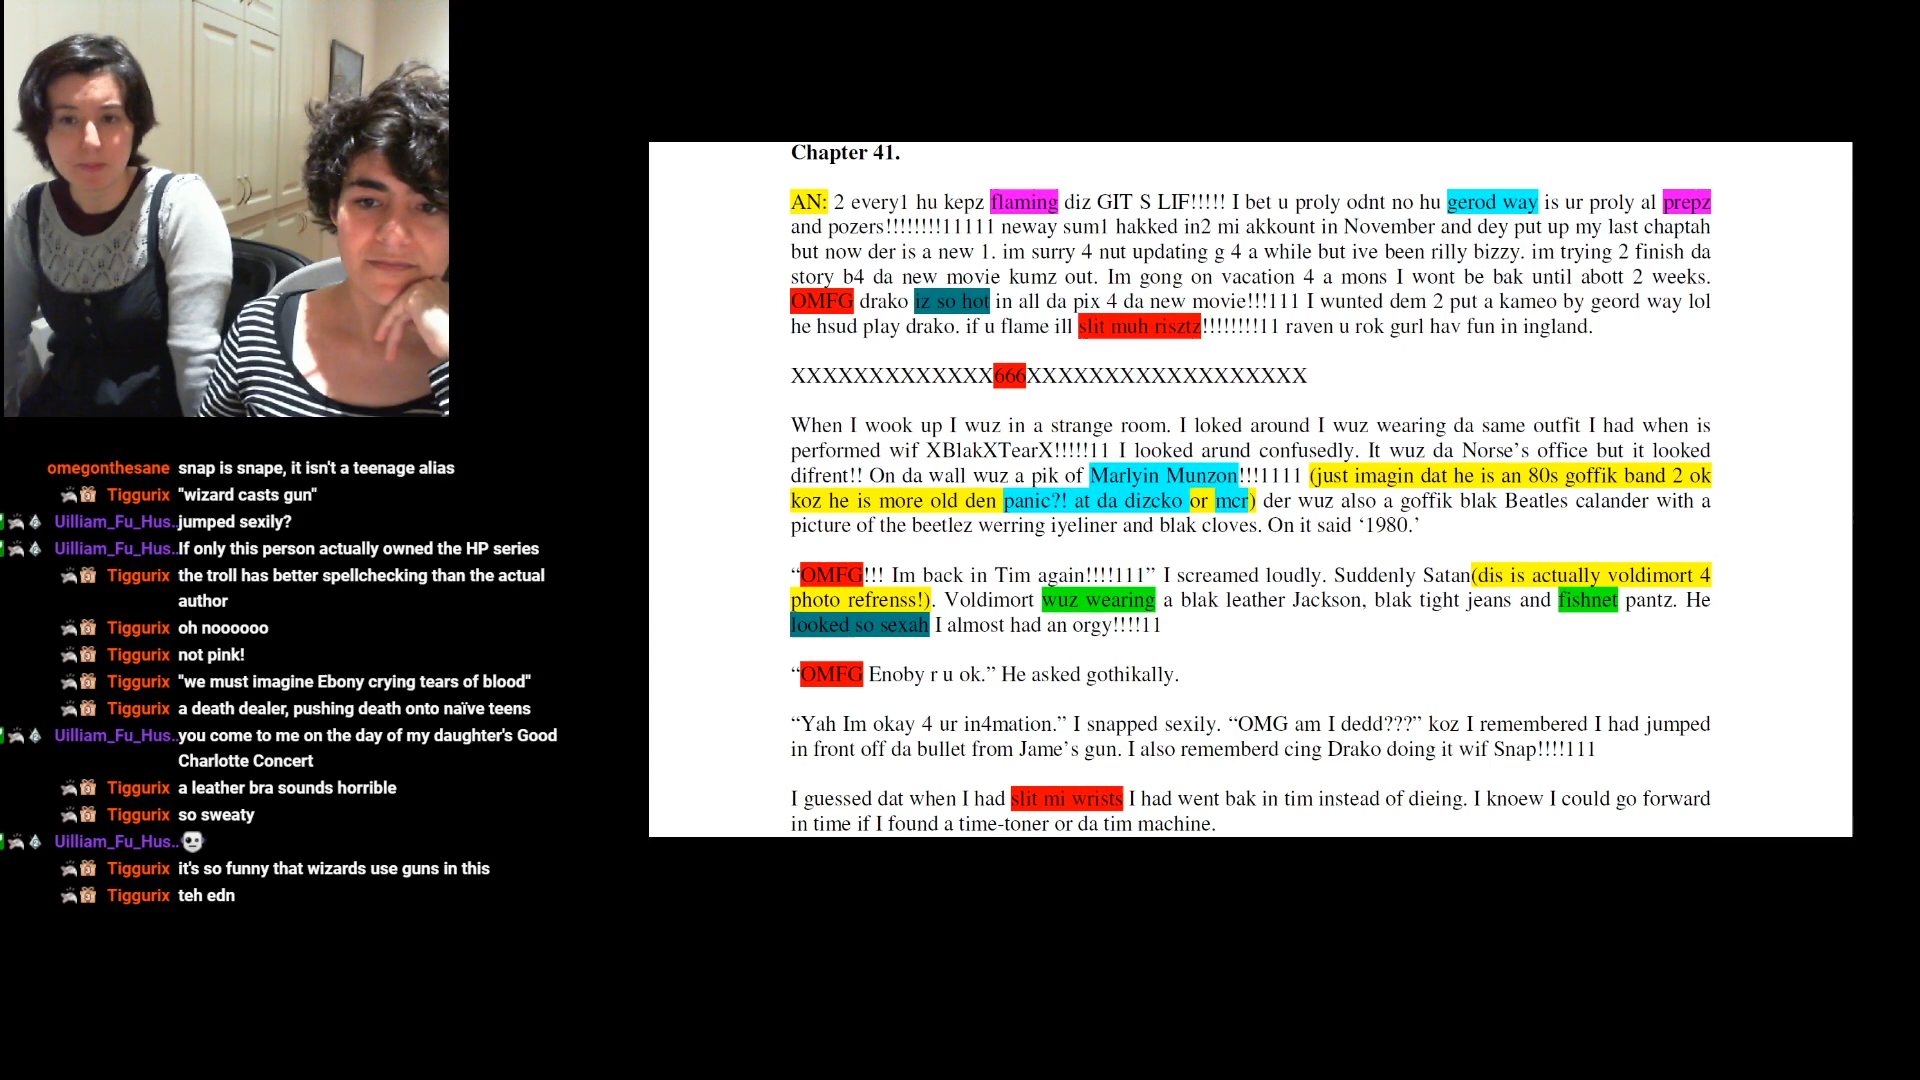 omegonthesane snap is snape, it isn't a teenage alias
Tiggurix "wizard casts gun"
Uilliam_Fu_Hus.. jumped sexily?
Uilliam_Fu_Hus.. If only this person actually owned the HP series
Tiggurix the troll has better spellchecking than the actual
author
Tiggurix oh noooooo
Tiggurix not pink!
Tiggurix "we must imagine Ebony crying tears of blood"
Tiggurix a death dealer, pushing death onto naïve teens
Uilliam_Fu_Hus.. you come to me on the day of my daughter's Good
Charlotte Concert
Tiggurix a leather bra sounds horrible
Tiggurix so sweaty
Uilliam_Fu_Hus..
Tiggurix it's so funny that wizards use guns in this
Tiggurix teh edn
Chapter 41.
AN: 2 every1 hu kepz flaming diz GIT S LIF!!!!! I bet u proly odnt no hu gerod way is ur proly al prepz
and pozers!!!!!!!!11111 neway sum1 hakked in2 mi akkount in November and dey put up my last chaptah
but now der is a new 1. im surry 4 nut updating g 4 a while but ive been rilly bizzy. im trying 2 finish da
story b4 da new movie kumz out. Im gong on vacation 4 a mons I wont be bak until abott 2 weeks.
OMFG drako iz so hot in all da pix 4 da new movie!!!111 I wunted dem 2 put a kameo by geord way lol
he hsud play drako. if u flame ill slit muh risztz!!!!!!!!11 raven u rok gurl hav fun in ingland.
XXXXXXXXXXXXX666XXXXXXXXXXXXXXXXXX
When I wook up I wuz in a strange room. I loked around I wuz wearing da same outfit I had when is
performed wif XBlakXTearX!!!!!11 I looked arund confusedly. It wuz da Norse’s office but it looked
difrent!! On da wall wuz a pik of Marlyin Munzon!!!1111 (just imagin dat he is an 80s goffik band 2 ok
koz he is more old den panic?! at da dizcko or mcr) der wuz also a goffik blak Beatles calander with a
picture of the beetlez werring iyeliner and blak cloves. On it said ‘1980.’
“OMFG!!! Im back in Tim again!!!!111” I screamed loudly. Suddenly Satan(dis is actually voldimort 4
photo refrenss!). Voldimort wuz wearing a blak leather Jackson, blak tight jeans and fishnet pantz. He
looked so sexah I almost had an orgy!!!!11
“OMFG Enoby r u ok.” He asked gothikally.
“Yah Im okay 4 ur in4mation.” I snapped sexily. “OMG am I dedd???” koz I remembered I had jumped
in front off da bullet from Jame’s gun. I also rememberd cing Drako doing it wif Snap!!!!111
I guessed dat when I had slit mi wrists I had went bak in tim instead of dieing. I knoew I could go forward
in time if I found a time-toner or da tim machine.